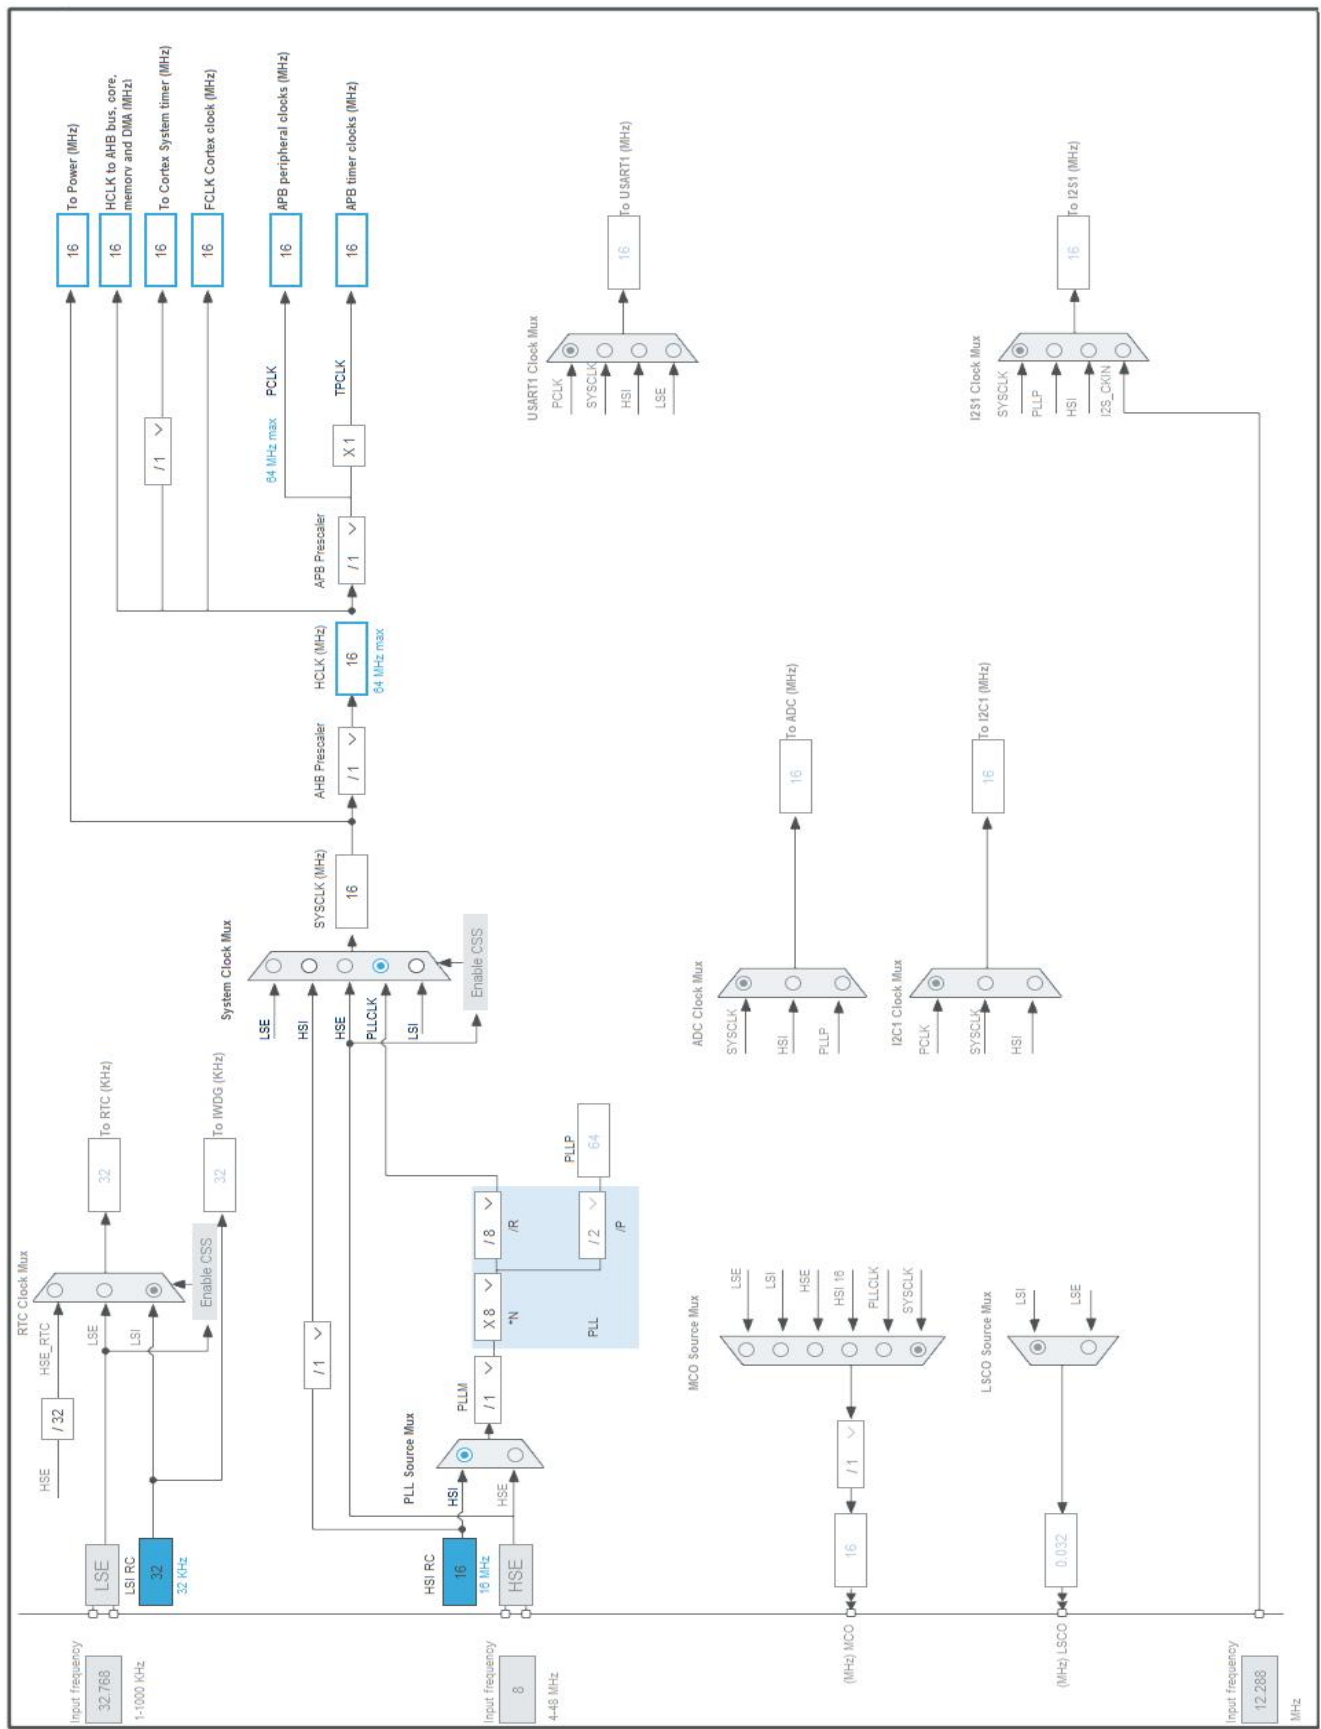 RTC Clock Mux
HSE
/ 32
HSE_RTC
LSE
LSI
Enable CSS
32
To RTC (KHz)
32
To IWDG (KHz)
Input frequency
32.768
1-1000 KHz
LSE
LSI RC
32
32 KHz
System Clock Mux
LSE
HSI
HSE
PLLCLK
LSI
Enable CSS
/ 1
SYSCLK (MHz)
16
AHB Prescaler
/ 1
HCLK (MHz)
16
64 MHz max
APB Prescaler
/ 1
64 MHz max
PCLK
X 1
TPCLK
/ 1
16
To Power (MHz)
16
HCLK to AHB bus, core,
memory and DMA (MHz)
16
To Cortex System timer (MHz)
16
FCLK Cortex clock (MHz)
16
APB peripheral clocks (MHz)
16
APB timer clocks (MHz)
HSI RC
16
16 MHz
Input frequency
8
4-48 MHz
HSE
PLL Source Mux
HSI
HSE
PLLM
/ 1
X 8
*N
/ 8
/R
/ 2
/P
PLL
PLLP
64
USART1 Clock Mux
PCLK
SYSCLK
HSI
LSE
16
To USART1 (MHz)
ADC Clock Mux
SYSCLK
HSI
PLLP
16
To ADC (MHz)
MCO Source Mux
LSE
LSI
HSE
HSI 16
PLLCLK
SYSCLK
/ 1
16
(MHz) MCO
I2C1 Clock Mux
PCLK
SYSCLK
HSI
16
To I2C1 (MHz)
LSCO Source Mux
LSI
LSE
0.032
(MHz) LSCO
I2S1 Clock Mux
SYSCLK
PLLP
HSI
I2S_CKIN
16
To I2S1 (MHz)
Input frequency
12.288
MHz